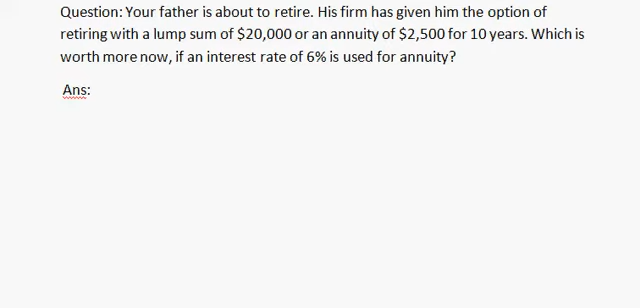 Question: Your father is about to retire. His firm has given him the option of
retiring with a lump sum of $20,000 or an annuity of $2,500 for 10 years. Which is
worth more now, if an interest rate of 6% is used for annuity?
Ans: